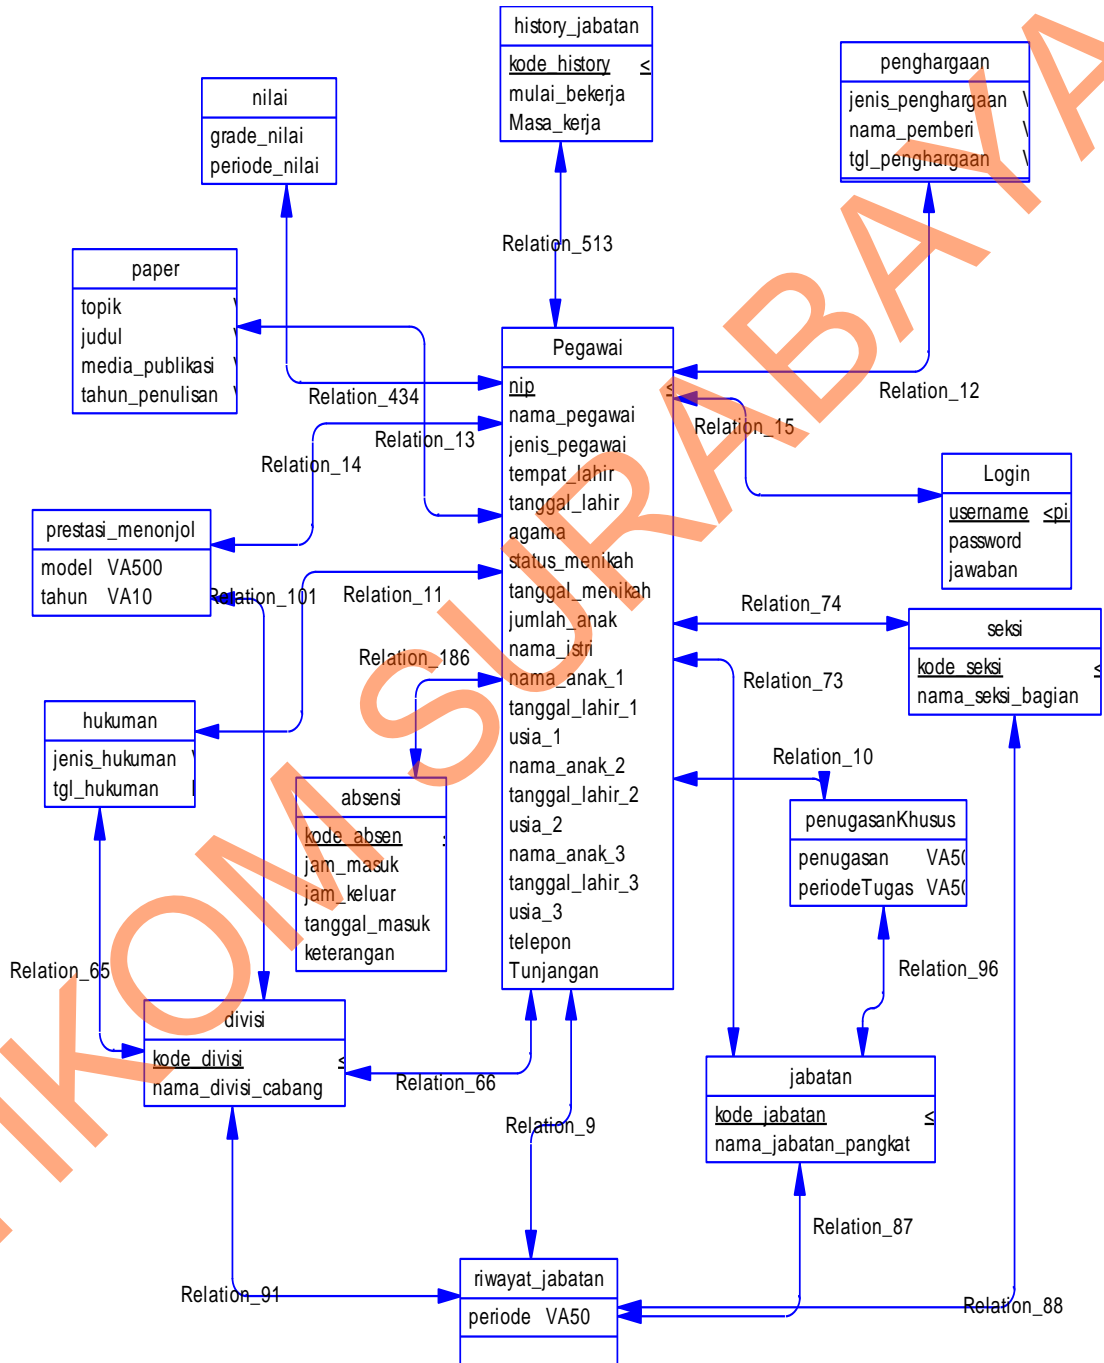 history_jabatan
kode_history <
mulai_bekerja
Masa_kerja
penghargaan
jenis_penghargaan
nama_pemberi
tgl_penghargaan
nilai
grade_nilai
periode_nilai
Relation_513
paper
topik
judul
media_publikasi
tahun_penulisan
Pegawai
nip <
nama_pegawai
jenis_pegawai
tempat_lahir
tanggal_lahir
agama
status_menikah
tanggal_menikah
jumlah_anak
nama_istri
nama_anak_1
tanggal_lahir_1
usia_1
nama_anak_2
tanggal_lahir_2
usia_2
nama_anak_3
tanggal_lahir_3
usia_3
telepon
Tunjangan
Relation_434
Relation_12
Relation_15
Relation_13
Relation_14
Login
username <pi
password
jawaban
prestasi_menonjol
model VA500
tahun VA10
Relation_101
Relation_11
Relation_74
seksi
kode_seksi <
nama_seksi_bagian
Relation_186
Relation_73
hukuman
jenis_hukuman
tgl_hukuman
absensi
kode_absen
jam_masuk
jam_keluar
tanggal_masuk
keterangan
Relation_10
penugasanKhusus
penugasan VA50
periodeTugas VA50
Relation_65
Relation_96
divisi
kode_divisi <
nama_divisi_cabang
Relation_66
jabatan
kode_jabatan <
nama_jabatan_pangkat
Relation_9
Relation_87
riwayat_jabatan
periode VA50
Relation_91
Relation_88
IKOM SURABAYA